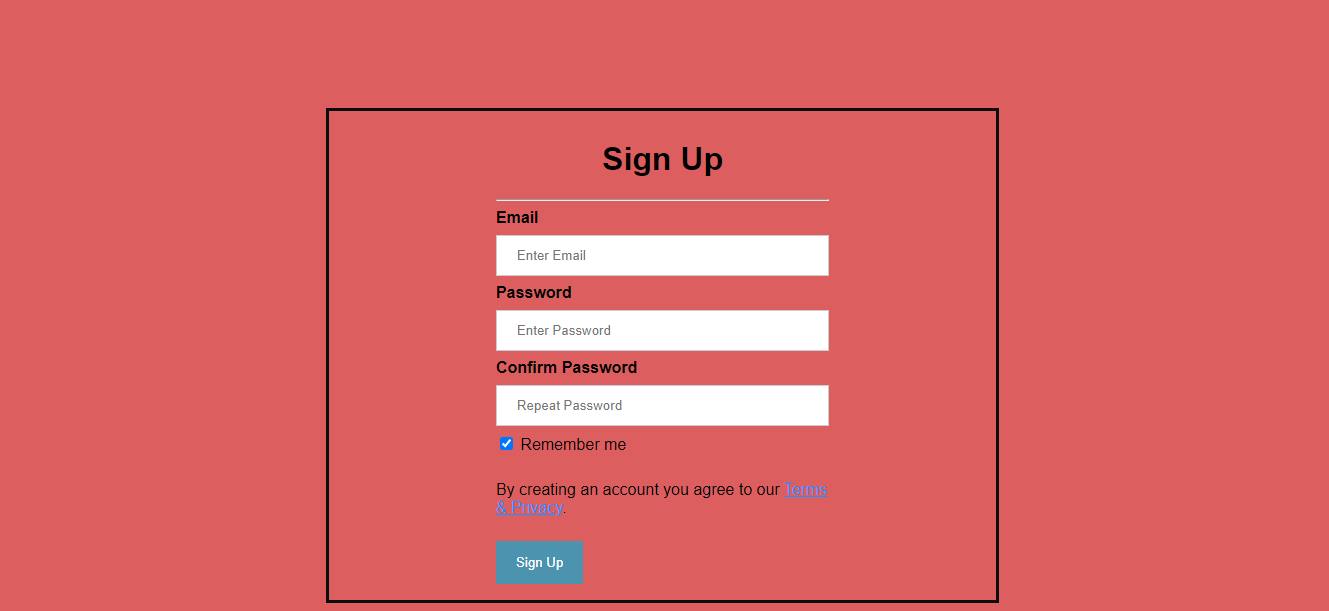 Sign Up
Email
Enter Email
Password
Enter Password
Confirm Password
Repeat Password
Remember me
By creating an account you agree to our Terms
& Privacy.
Sign Up